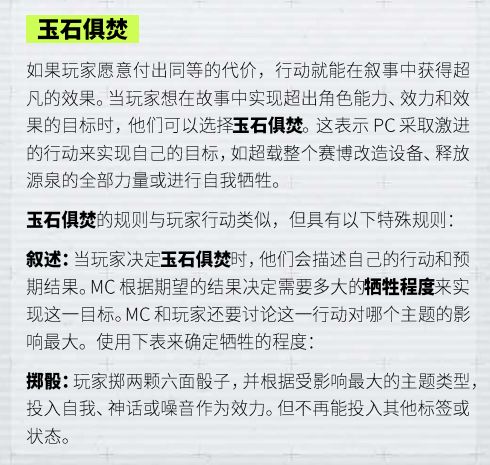 玉石俱焚
如果玩家愿意付出同等的代价，行动就能在叙事中获得超
凡的效果。当玩家想在故事中实现超出角色能力、效力和效
果的目标时，他们可以选择玉石俱焚。这表示 PC 采取激进
的行动来实现自己的目标，如超载整个赛博改造设备、释放
源泉的全部力量或进行自我牺牲。
玉石俱焚的规则与玩家行动类似，但具有以下特殊规则：
叙述：当玩家决定玉石俱焚时，他们会描述自己的行动和预
期结果。MC 根据期望的结果决定需要多大的牺牲程度来实
现这一目标。MC 和玩家还要讨论这一行动对哪个主题的影
响最大。使用下表来确定牺牲的程度：
掷骰：玩家掷两颗六面骰子，并根据受影响最大的主题类型，
投入自我、神话或噪音作为效力。但不再能投入其他标签或
状态。